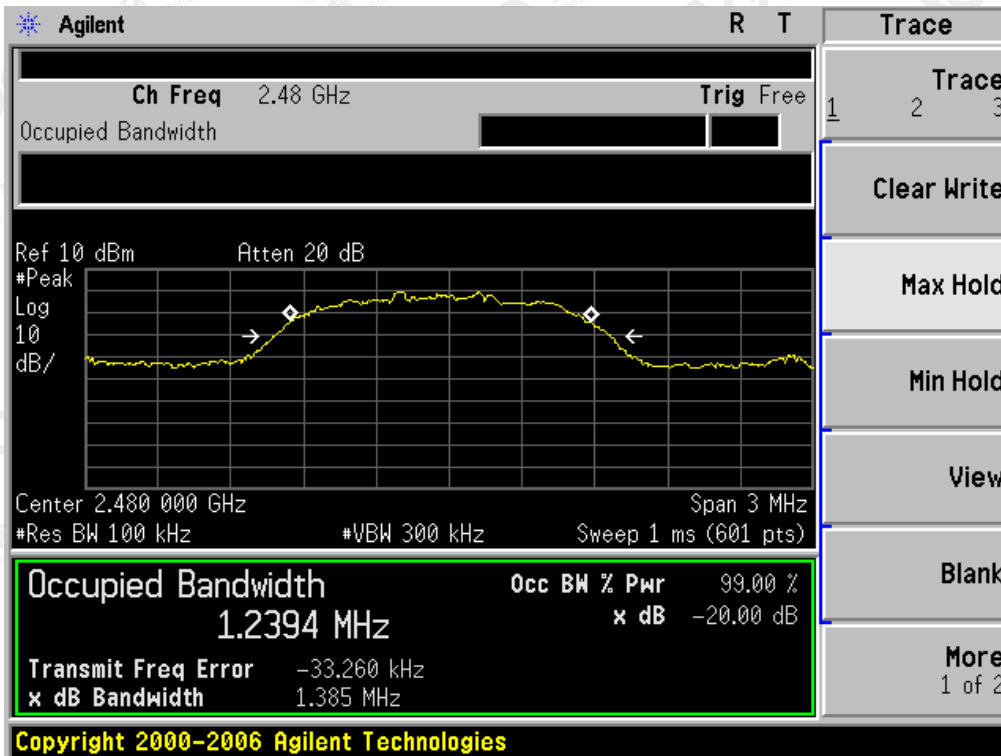 Agilent R T Trace
Ch Freq 2.48 GHz Trig Free
Occupied Bandwidth
Trace
1 2 3
Clear Write
Max Hold
Min Hold
View
Blank
More
1 of 2
Ref 10 dBm Atten 20 dB
#Peak
Log
10
dB/
Center 2.480 000 GHz Span 3 MHz
#Res BW 100 kHz #VBW 300 kHz Sweep 1 ms (601 pts)
Occupied Bandwidth
1.2394 MHz
Occ BW % Pwr 99.00 %
x dB -20.00 dB
Transmit Freq Error -33.260 kHz
x dB Bandwidth 1.385 MHz
Copyright 2000-2006 Agilent Technologies